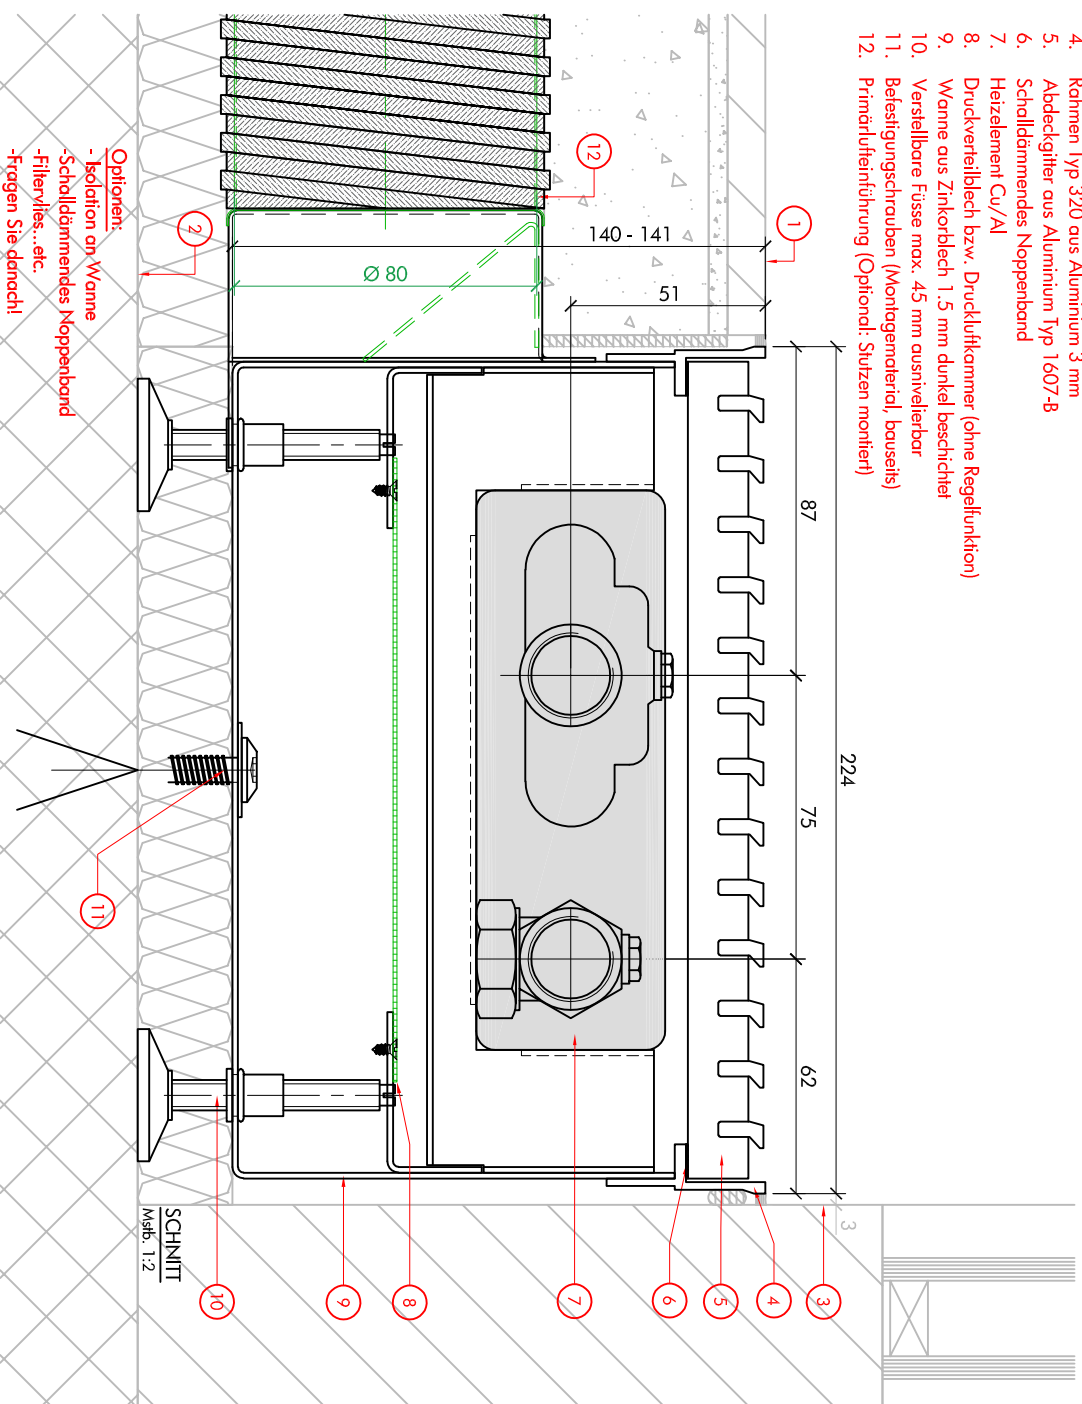 4. Rahmen Typ 320 aus Aluminium 3 mm
5. Abdeckgitter aus Aluminium Typ 1607-B
6. Schalldämmendes Noppenband
7. Heizelement Cu/Al
8. Druckverteilblech bzw. Druckluftkammer (ohne Regelfunktion)
9. Wanne aus Zinkorblech 1.5 mm dunkel beschichtet
10. Verstellbare Füsse max. 45 mm ausnivelierbar
11. Befestigungschrauben (Montagematerial, bauseits)
12. Primärlufteinführung (Optional: Stutzen montiert)
12
1
2
140 - 141
Ø 80
51
87
224
75
62
3
Optionen:
- Isolation an Wanne
-Schalldämmendes Noppenband
-Filtervlies...etc.
-Fragen Sie danach!
11
SCHNITT
Mstb. 1:2
10
9
8
7
6
5
4
3